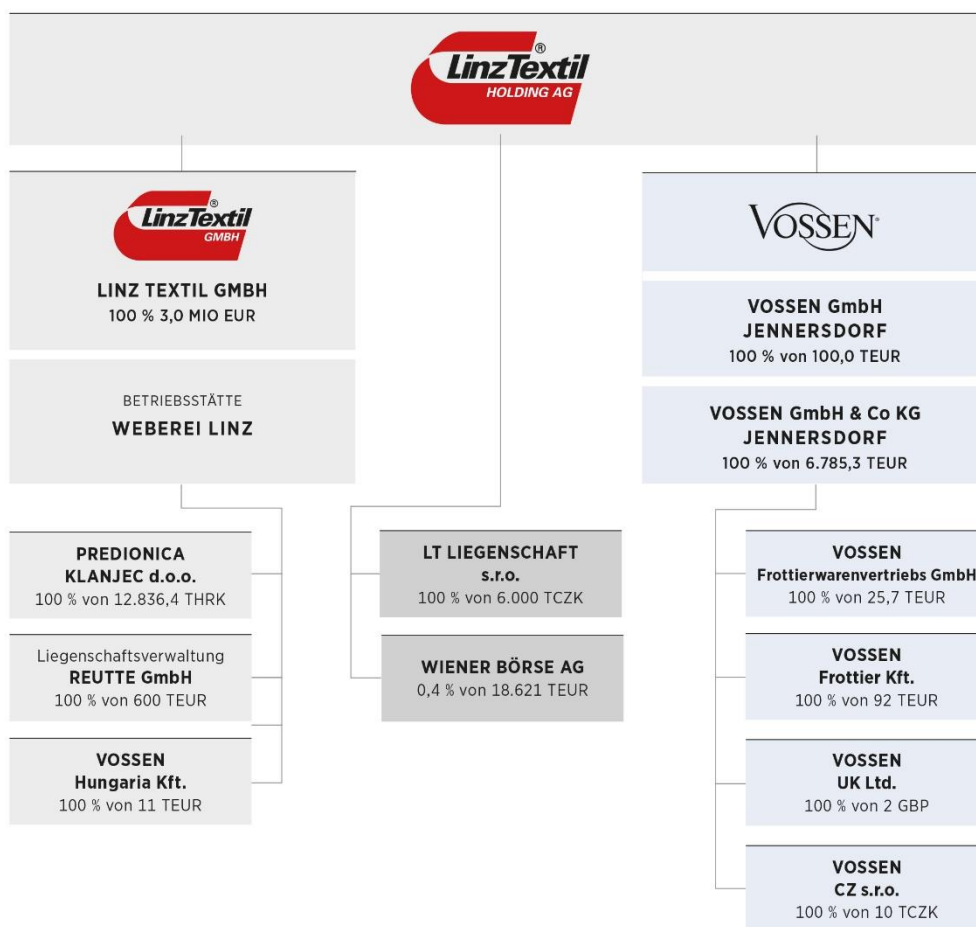 LinzTextil®
HOLDING AG
LinzTextil®
GMBH
LINZ TEXTIL GMBH
100 % 3,0 MIO EUR
BETRIEBSSTÄTTE
WEBEREI LINZ
PREDIONICA
KLANJEC d.o.o.
100 % von 12.836,4 THRK
Liegenschaftsverwaltung
REUTTE GmbH
100 % von 600 TEUR
VOSSEN
Hungaria Kft.
100 % von 11 TEUR
LT LIEGENSCHAFT
s.r.o.
100 % von 6.000 TCZK
WIENER BÖRSE AG
0,4 % von 18.621 TEUR
VOSSEN®
VOSSEN GmbH
JENNERSDORF
100 % von 100,0 TEUR
VOSSEN GmbH & Co KG
JENNERSDORF
100 % von 6.785,3 TEUR
VOSSEN
Frottierwarenvertriebs GmbH
100 % von 25,7 TEUR
VOSSEN
Frottier Kft.
100 % von 92 TEUR
VOSSEN
UK Ltd.
100 % von 2 GBP
VOSSEN
CZ s.r.o.
100 % von 10 TCZK